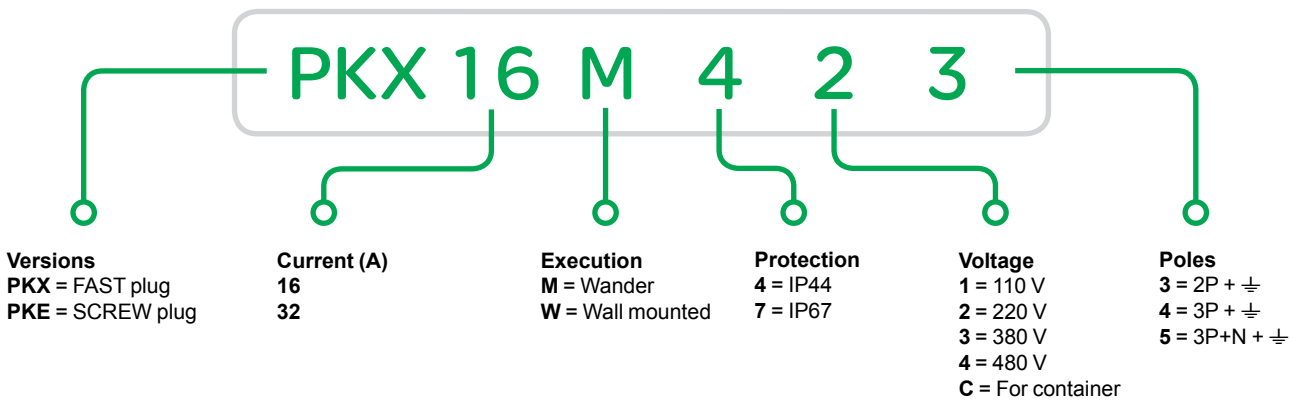 PKX 16 M 4 2 3
Versions
PKX = FAST plug
PKE = SCREW plug
Current (A)
16
32
Execution
M = Wander
W = Wall mounted
Protection
4 = IP44
7 = IP67
Voltage
1 = 110 V
2 = 220 V
3 = 380 V
4 = 480 V
C = For container
Poles
3 = 2P + ⏚
4 = 3P + ⏚
5 = 3P+N + ⏚